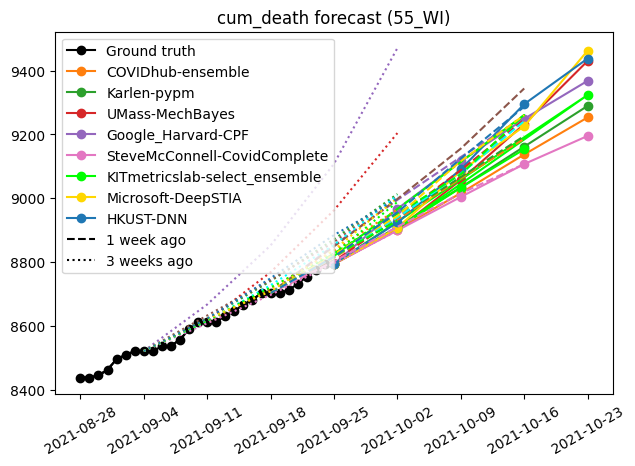 cum_death forecast (55_WI)
Ground truth
COVIDhub-ensemble
Karlen-pypm
UMass-MechBayes
Google_Harvard-CPF
SteveMcConnell-CovidComplete
KITmetricslab-select_ensemble
Microsoft-DeepSTIA
HKUST-DNN
1 week ago
3 weeks ago
9400
9200
9000
8800
8600
8400
2021-08-28
2021-09-04
2021-09-11
2021-09-18
2021-09-25
2021-10-02
2021-10-09
2021-10-16
2021-10-23